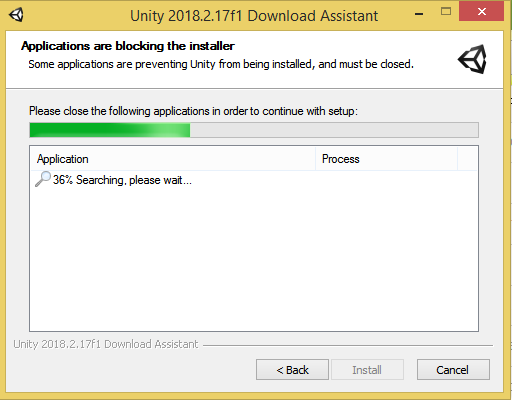 Unity 2018.2.17f1 Download Assistant
Applications are blocking the installer
Some applications are preventing Unity from being installed, and must be closed.
Please close the following applications in order to continue with setup:
Application Process
36% Searching, please wait...
Unity 2018.2.17f1 Download Assistant
< Back Install Cancel